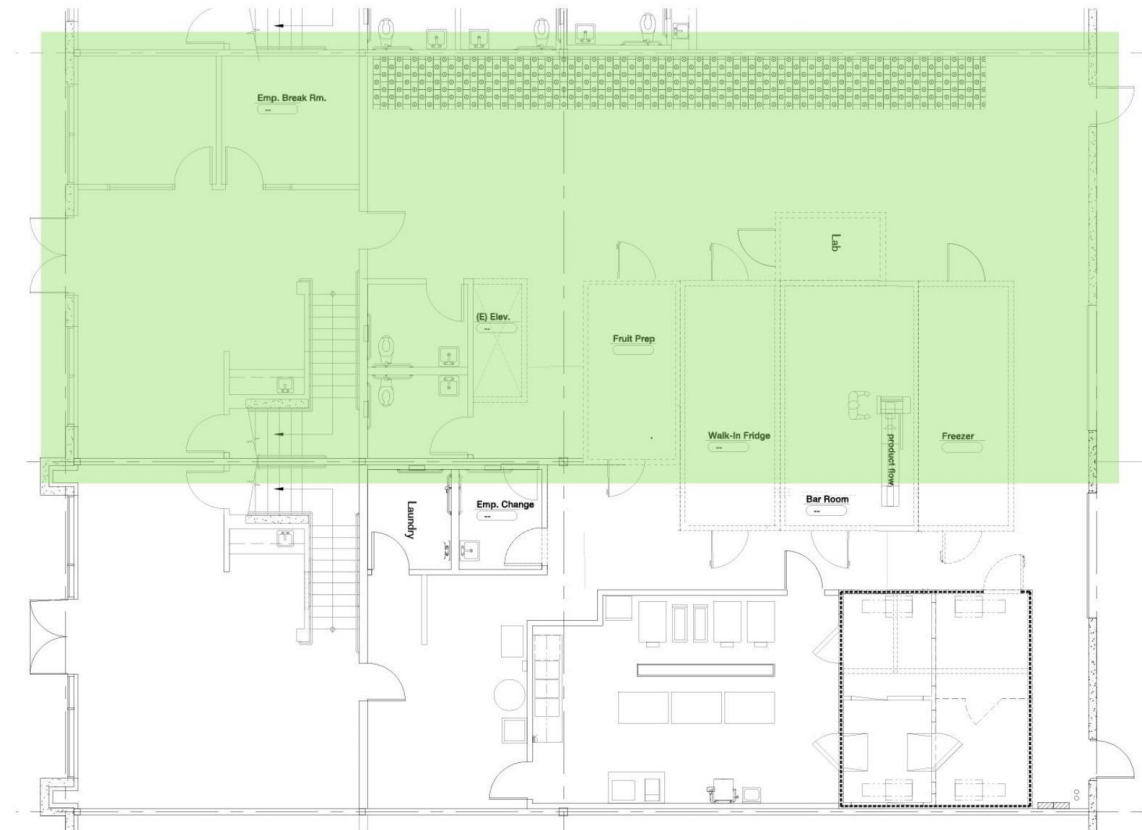 Emp. Break Rm.
--
Lab
(E) Elev.
--
Fruit Prep
Walk-In Fridge
--
product flow
Freezer
--
Bar Room
--
Laundry
Emp. Change
--